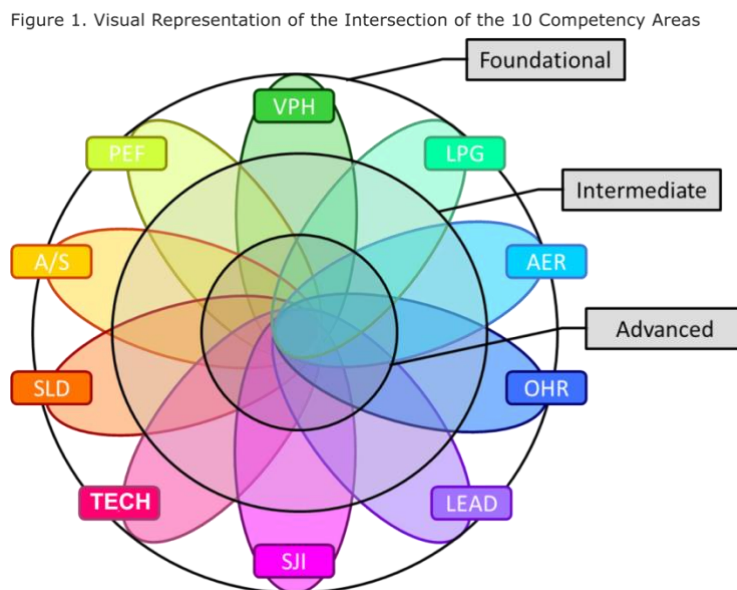 Figure 1. Visual Representation of the Intersection of the 10 Competency Areas
Foundational
VPH
PEF
LPG
Intermediate
A/S
AER
Advanced
SLD
OHR
TECH
LEAD
SJI